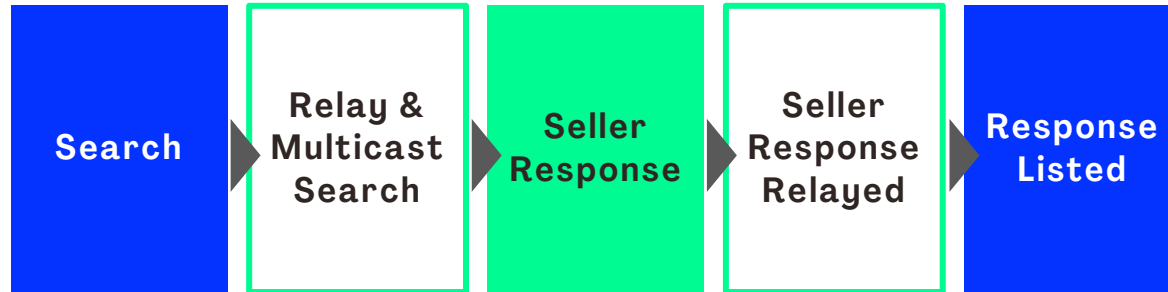 Search
Relay &
Multicast
Search
Seller
Response
Seller
Response
Relayed
Response
Listed